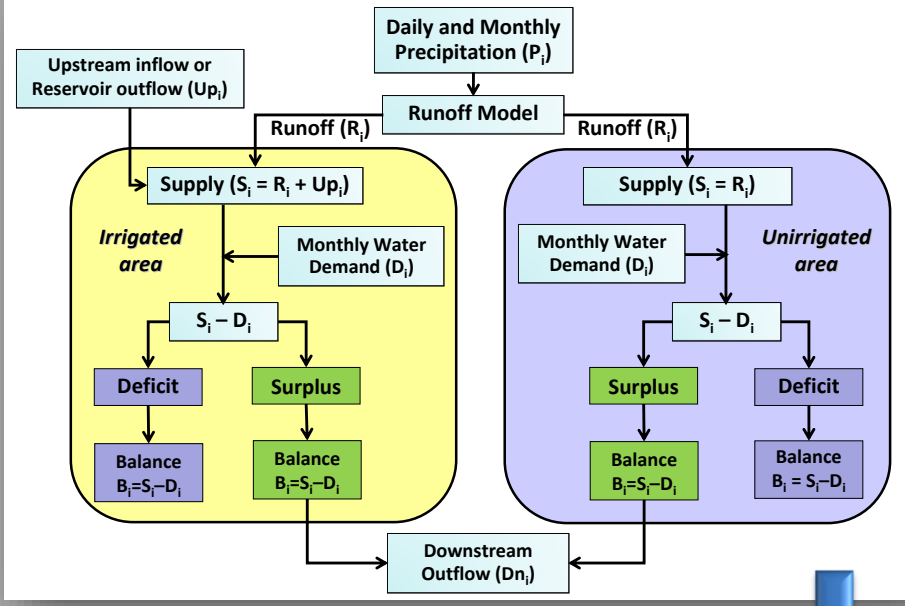 Daily and Monthly
Precipitation (Pᵢ)
Upstream inflow or
Reservoir outflow (Upᵢ)
Runoff Model
Runoff (Rᵢ)
Runoff (Rᵢ)
Supply (Sᵢ = Rᵢ + Upᵢ)
Irrigated
area
Monthly Water
Demand (Dᵢ)
Sᵢ – Dᵢ
Deficit
Surplus
Balance
Bᵢ=Sᵢ–Dᵢ
Balance
Bᵢ=Sᵢ–Dᵢ
Supply (Sᵢ = Rᵢ)
Monthly Water
Demand (Dᵢ)
Unirrigated
area
Sᵢ – Dᵢ
Surplus
Deficit
Balance
Bᵢ=Sᵢ–Dᵢ
Balance
Bᵢ = Sᵢ–Dᵢ
Downstream
Outflow (Dnᵢ)